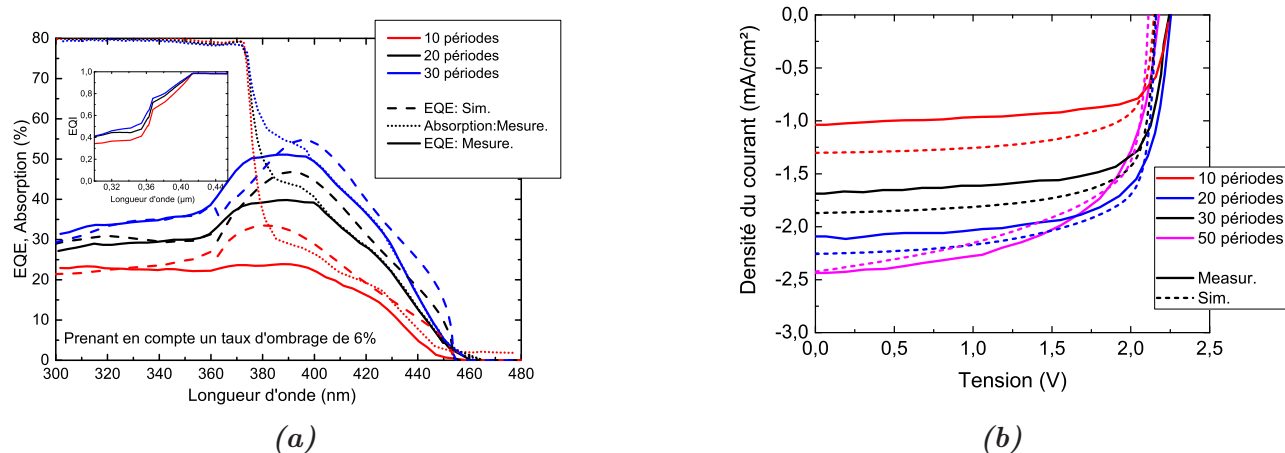 80
70
60
50
40
30
20
10
0
EQE, Absorption (%)
300 320 340 360 380 400 420 440 460 480
Longueur d'onde (nm)
10 périodes
20 périodes
30 périodes
EQE: Sim.
Absorption:Mesure.
EQE: Mesure.
1,0
0,8
0,6
0,4
0,2
0,0
EQI
0,32 0,36 0,40 0,44
Longueur d'onde (µm)
Prenant en compte un taux d'ombrage de 6%
(a)
0,0
-0,5
-1,0
-1,5
-2,0
-2,5
-3,0
Densité du courant (mA/cm²)
0,0 0,5 1,0 1,5 2,0 2,5
Tension (V)
10 périodes
20 périodes
30 périodes
50 périodes
Measur.
Sim.
(b)